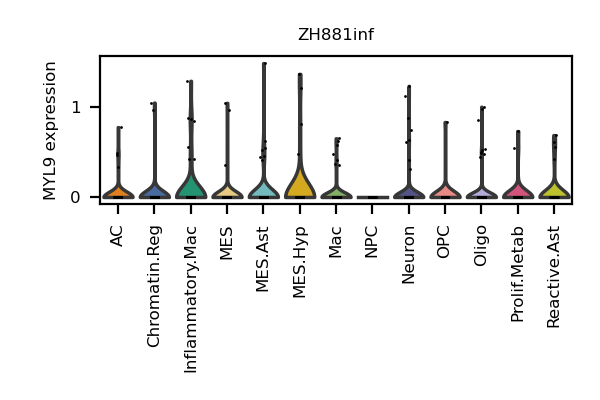 ZH881inf
MYL9 expression
1
0
AC
Chromatin.Reg
Inflammatory.Mac
MES
MES.Ast
MES.Hyp
Mac
NPC
Neuron
OPC
Oligo
Prolif.Metab
Reactive.Ast